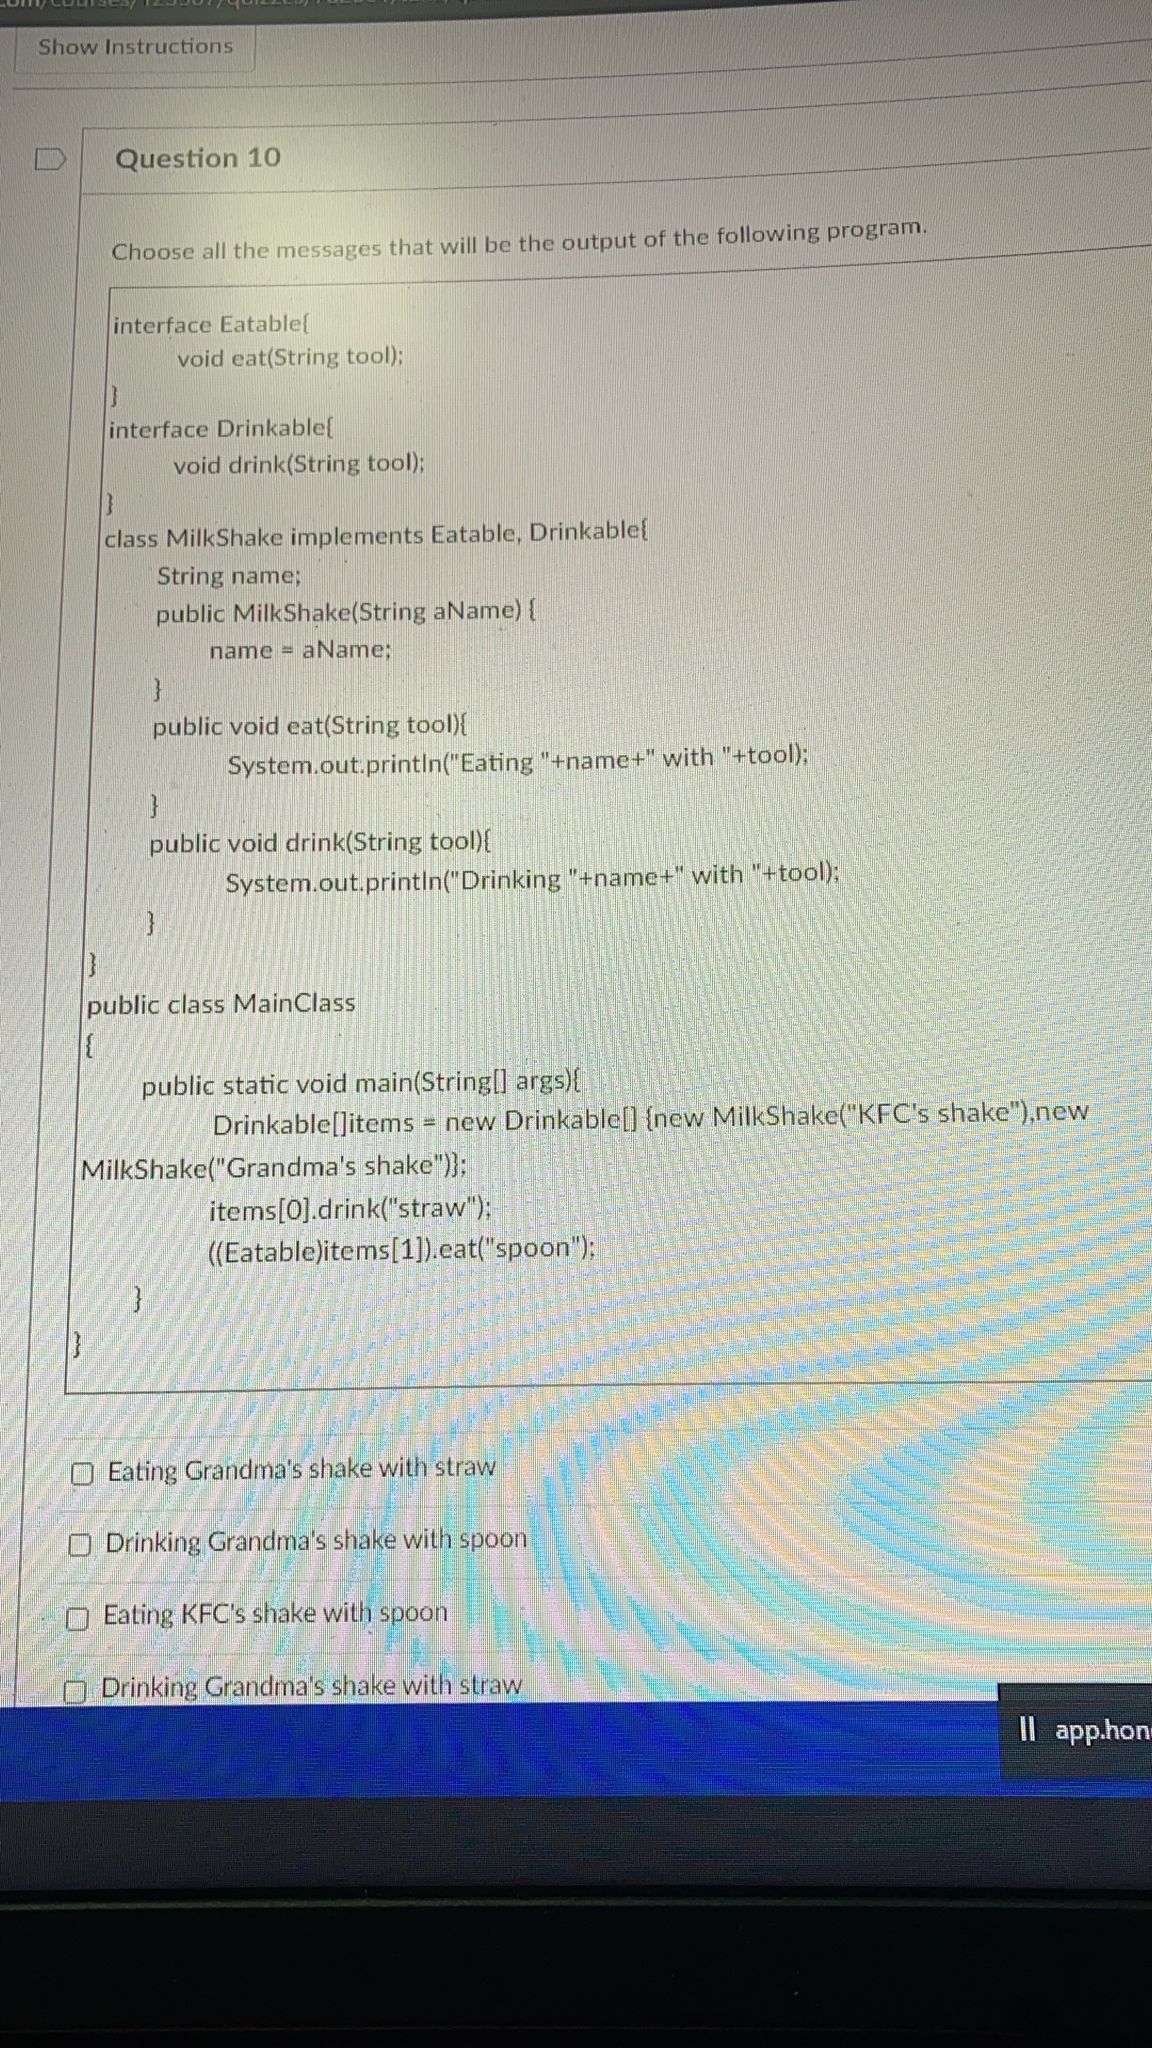 Show Instructions
Question 10
Choose all the messages that will be the output of the following program.
interface Eatable{
void eat(String tool);
}
interface Drinkable{
void drink(String tool);
}
class MilkShake implements Eatable, Drinkable{
String name;
public MilkShake(String aName) {
name = aName;
}
public void eat(String tool){
System.out.println("Eating "+name+" with "+tool);
}
public void drink(String tool){
System.out.println("Drinking "+name+" with "+tool);
}
}
public class MainClass
{
public static void main(String[] args){
Drinkable[]items = new Drinkable[] {new MilkShake("KFC's shake"),new
MilkShake("Grandma's shake")};
items[0].drink("straw");
((Eatable)items[1]).eat("spoon");
}
}
Eating Grandma's shake with straw
Drinking Grandma's shake with spoon
Eating KFC's shake with spoon
Drinking Grandma's shake with straw
app.hon